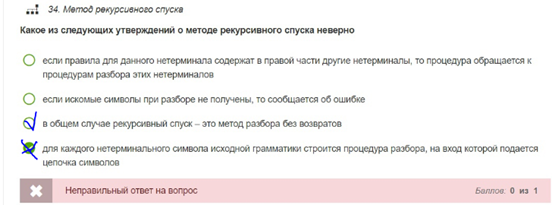 34. Метод рекурсивного спуска
Какое из следующих утверждений о методе рекурсивного спуска неверно
если правила для данного нетерминала содержат в правой части другие нетерминалы, то процедура обращается к
процедурам разбора этих нетерминалов
если искомые символы при разборе не получены, то сообщается об ошибке
в общем случае рекурсивный спуск – это метод разбора без возвратов
для каждого нетерминального символа исходной грамматики строится процедура разбора, на вход которой подается
цепочка символов
Неправильный ответ на вопрос Баллов: 0 из 1